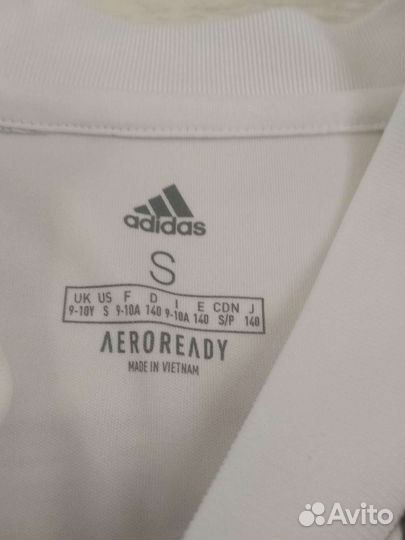 adidas
S
UK US F D I E CDN J
9-10Y S 9-10A 140 9-10A 140 S/P 140
AEROREADY
MADE IN VIETNAM
Avito